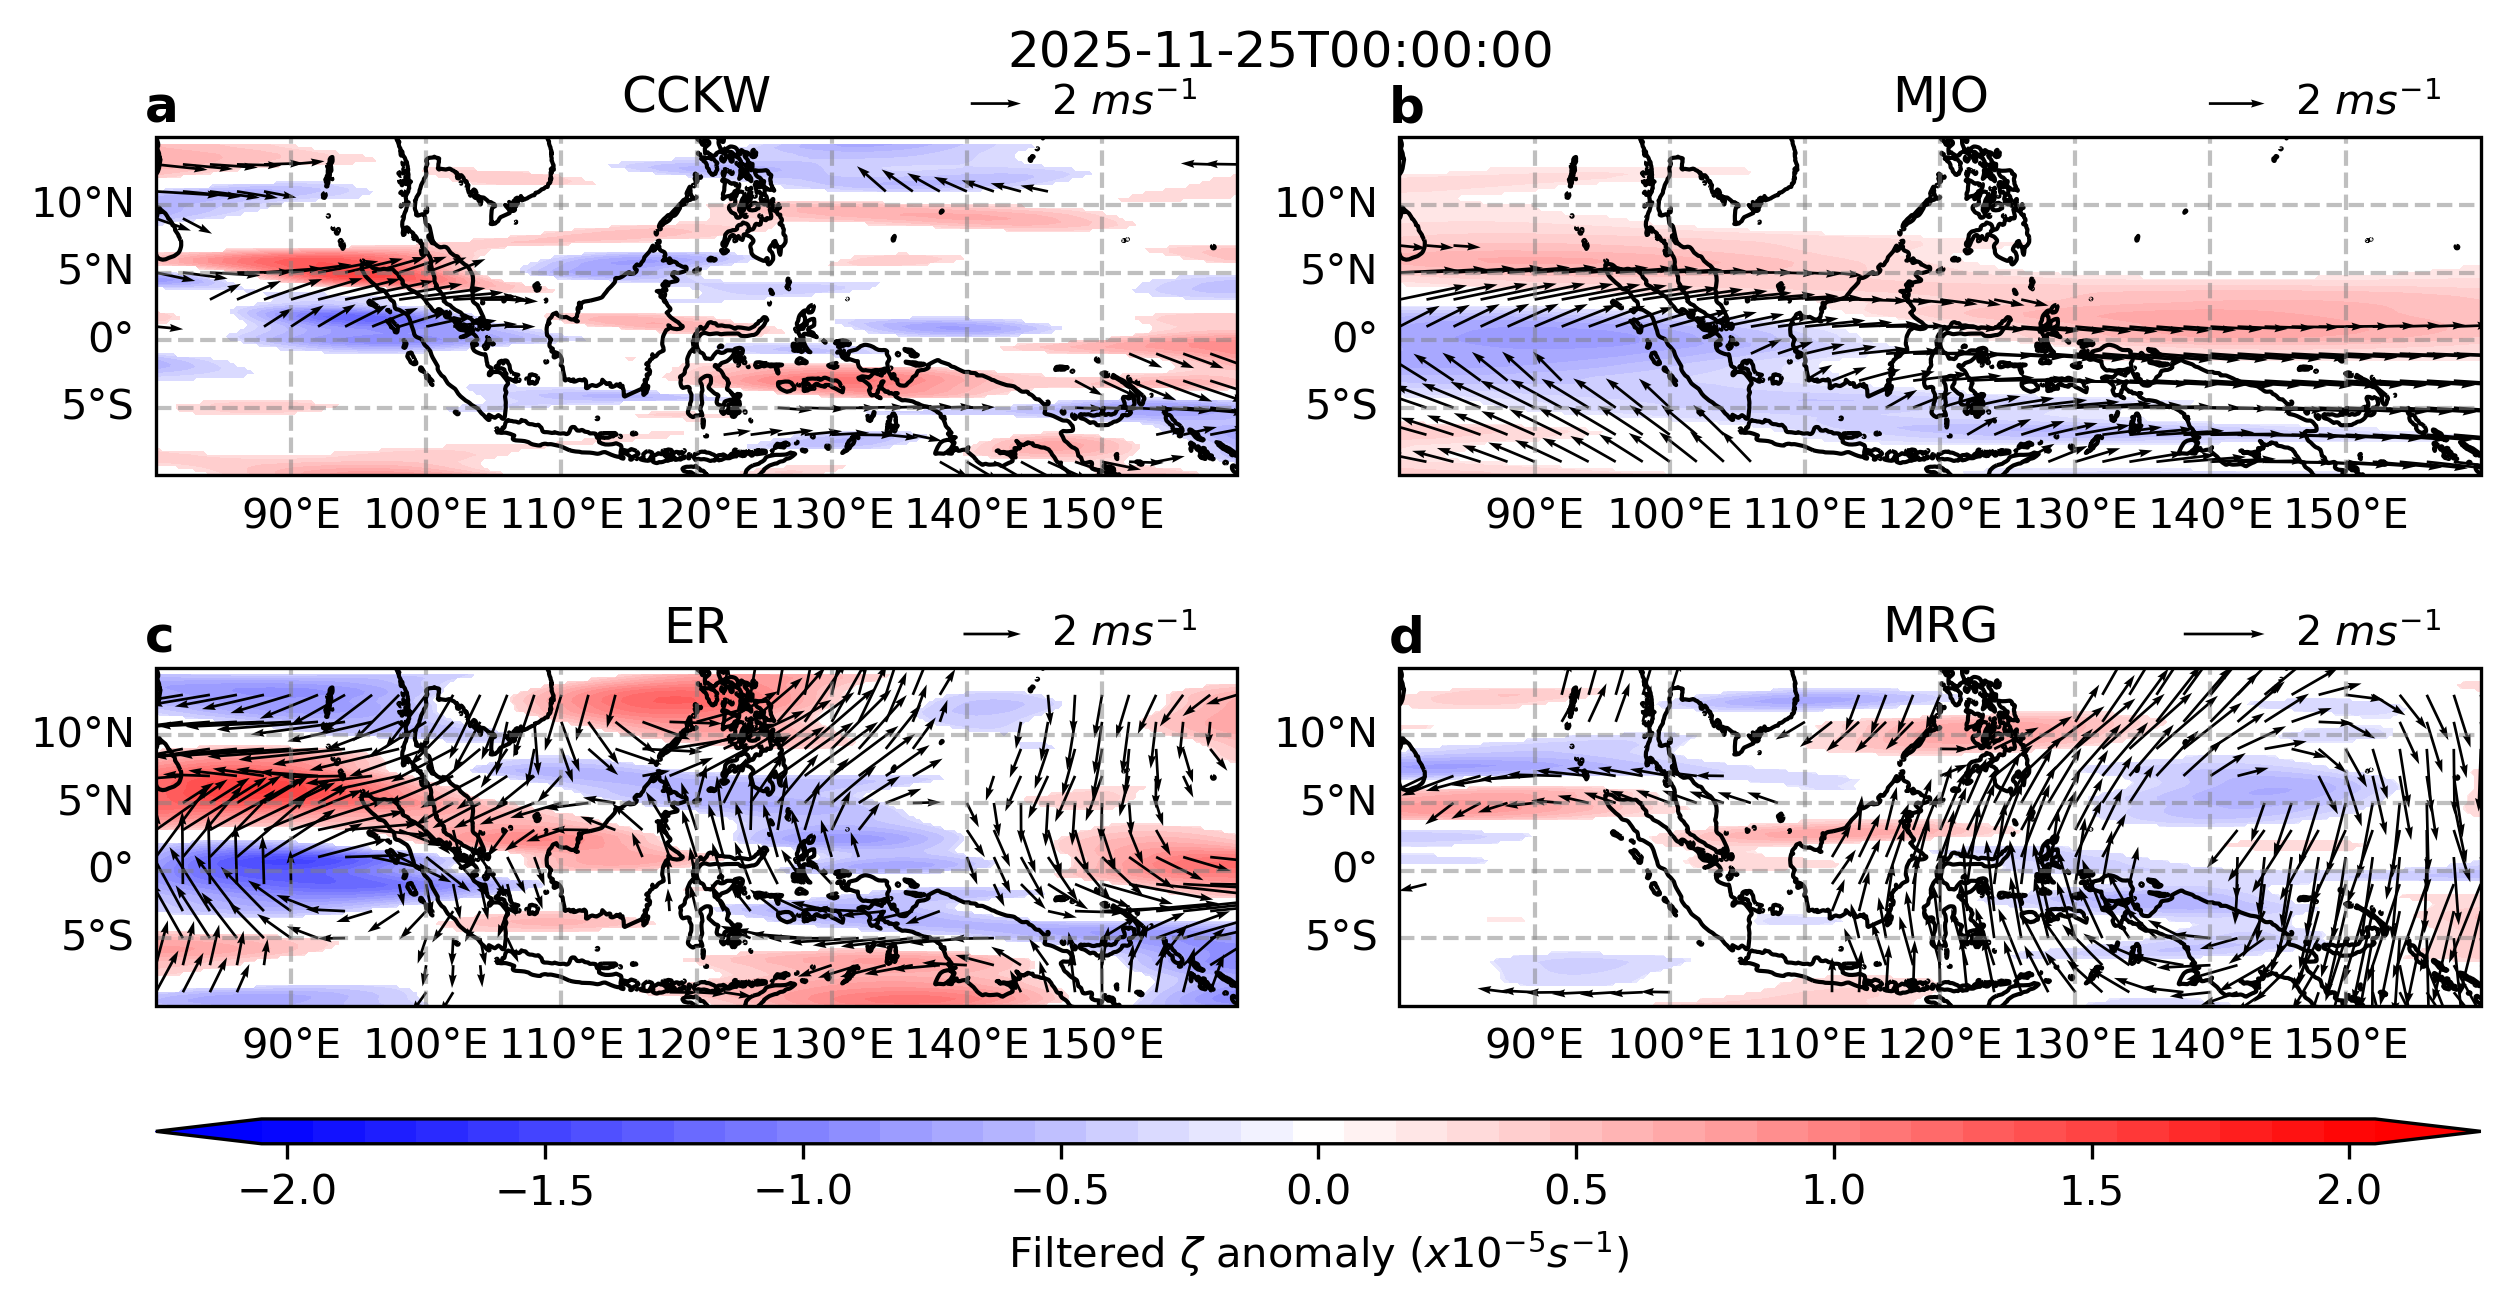 2025-11-25T00:00:00
a CCKW 2 ms⁻¹
b MJO 2 ms⁻¹
10°N 10°N
5°N 5°N
0° 0°
5°S 5°S
90°E 100°E 110°E 120°E 130°E 140°E 150°E
90°E 100°E 110°E 120°E 130°E 140°E 150°E
c ER 2 ms⁻¹
d MRG 2 ms⁻¹
10°N 10°N
5°N 5°N
0° 0°
5°S 5°S
90°E 100°E 110°E 120°E 130°E 140°E 150°E
90°E 100°E 110°E 120°E 130°E 140°E 150°E
−2.0 −1.5 −1.0 −0.5 0.0 0.5 1.0 1.5 2.0
Filtered ζ anomaly (x10⁻⁵s⁻¹)